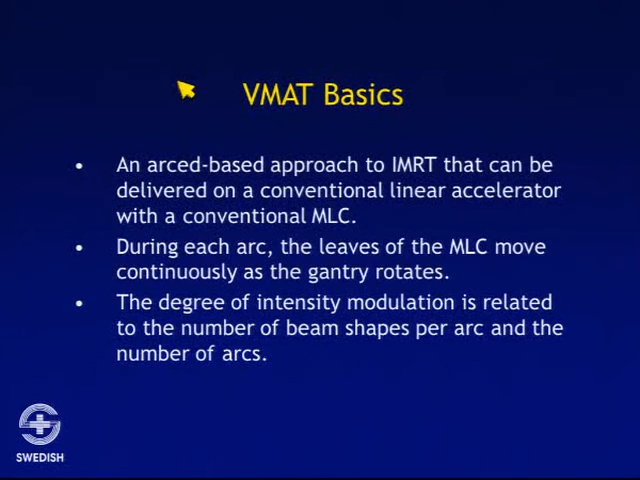 VMAT Basics
• An arced-based approach to IMRT that can be
delivered on a conventional linear accelerator
with a conventional MLC.
• During each arc, the leaves of the MLC move
continuously as the gantry rotates.
• The degree of intensity modulation is related
to the number of beam shapes per arc and the
number of arcs.
SWEDISH